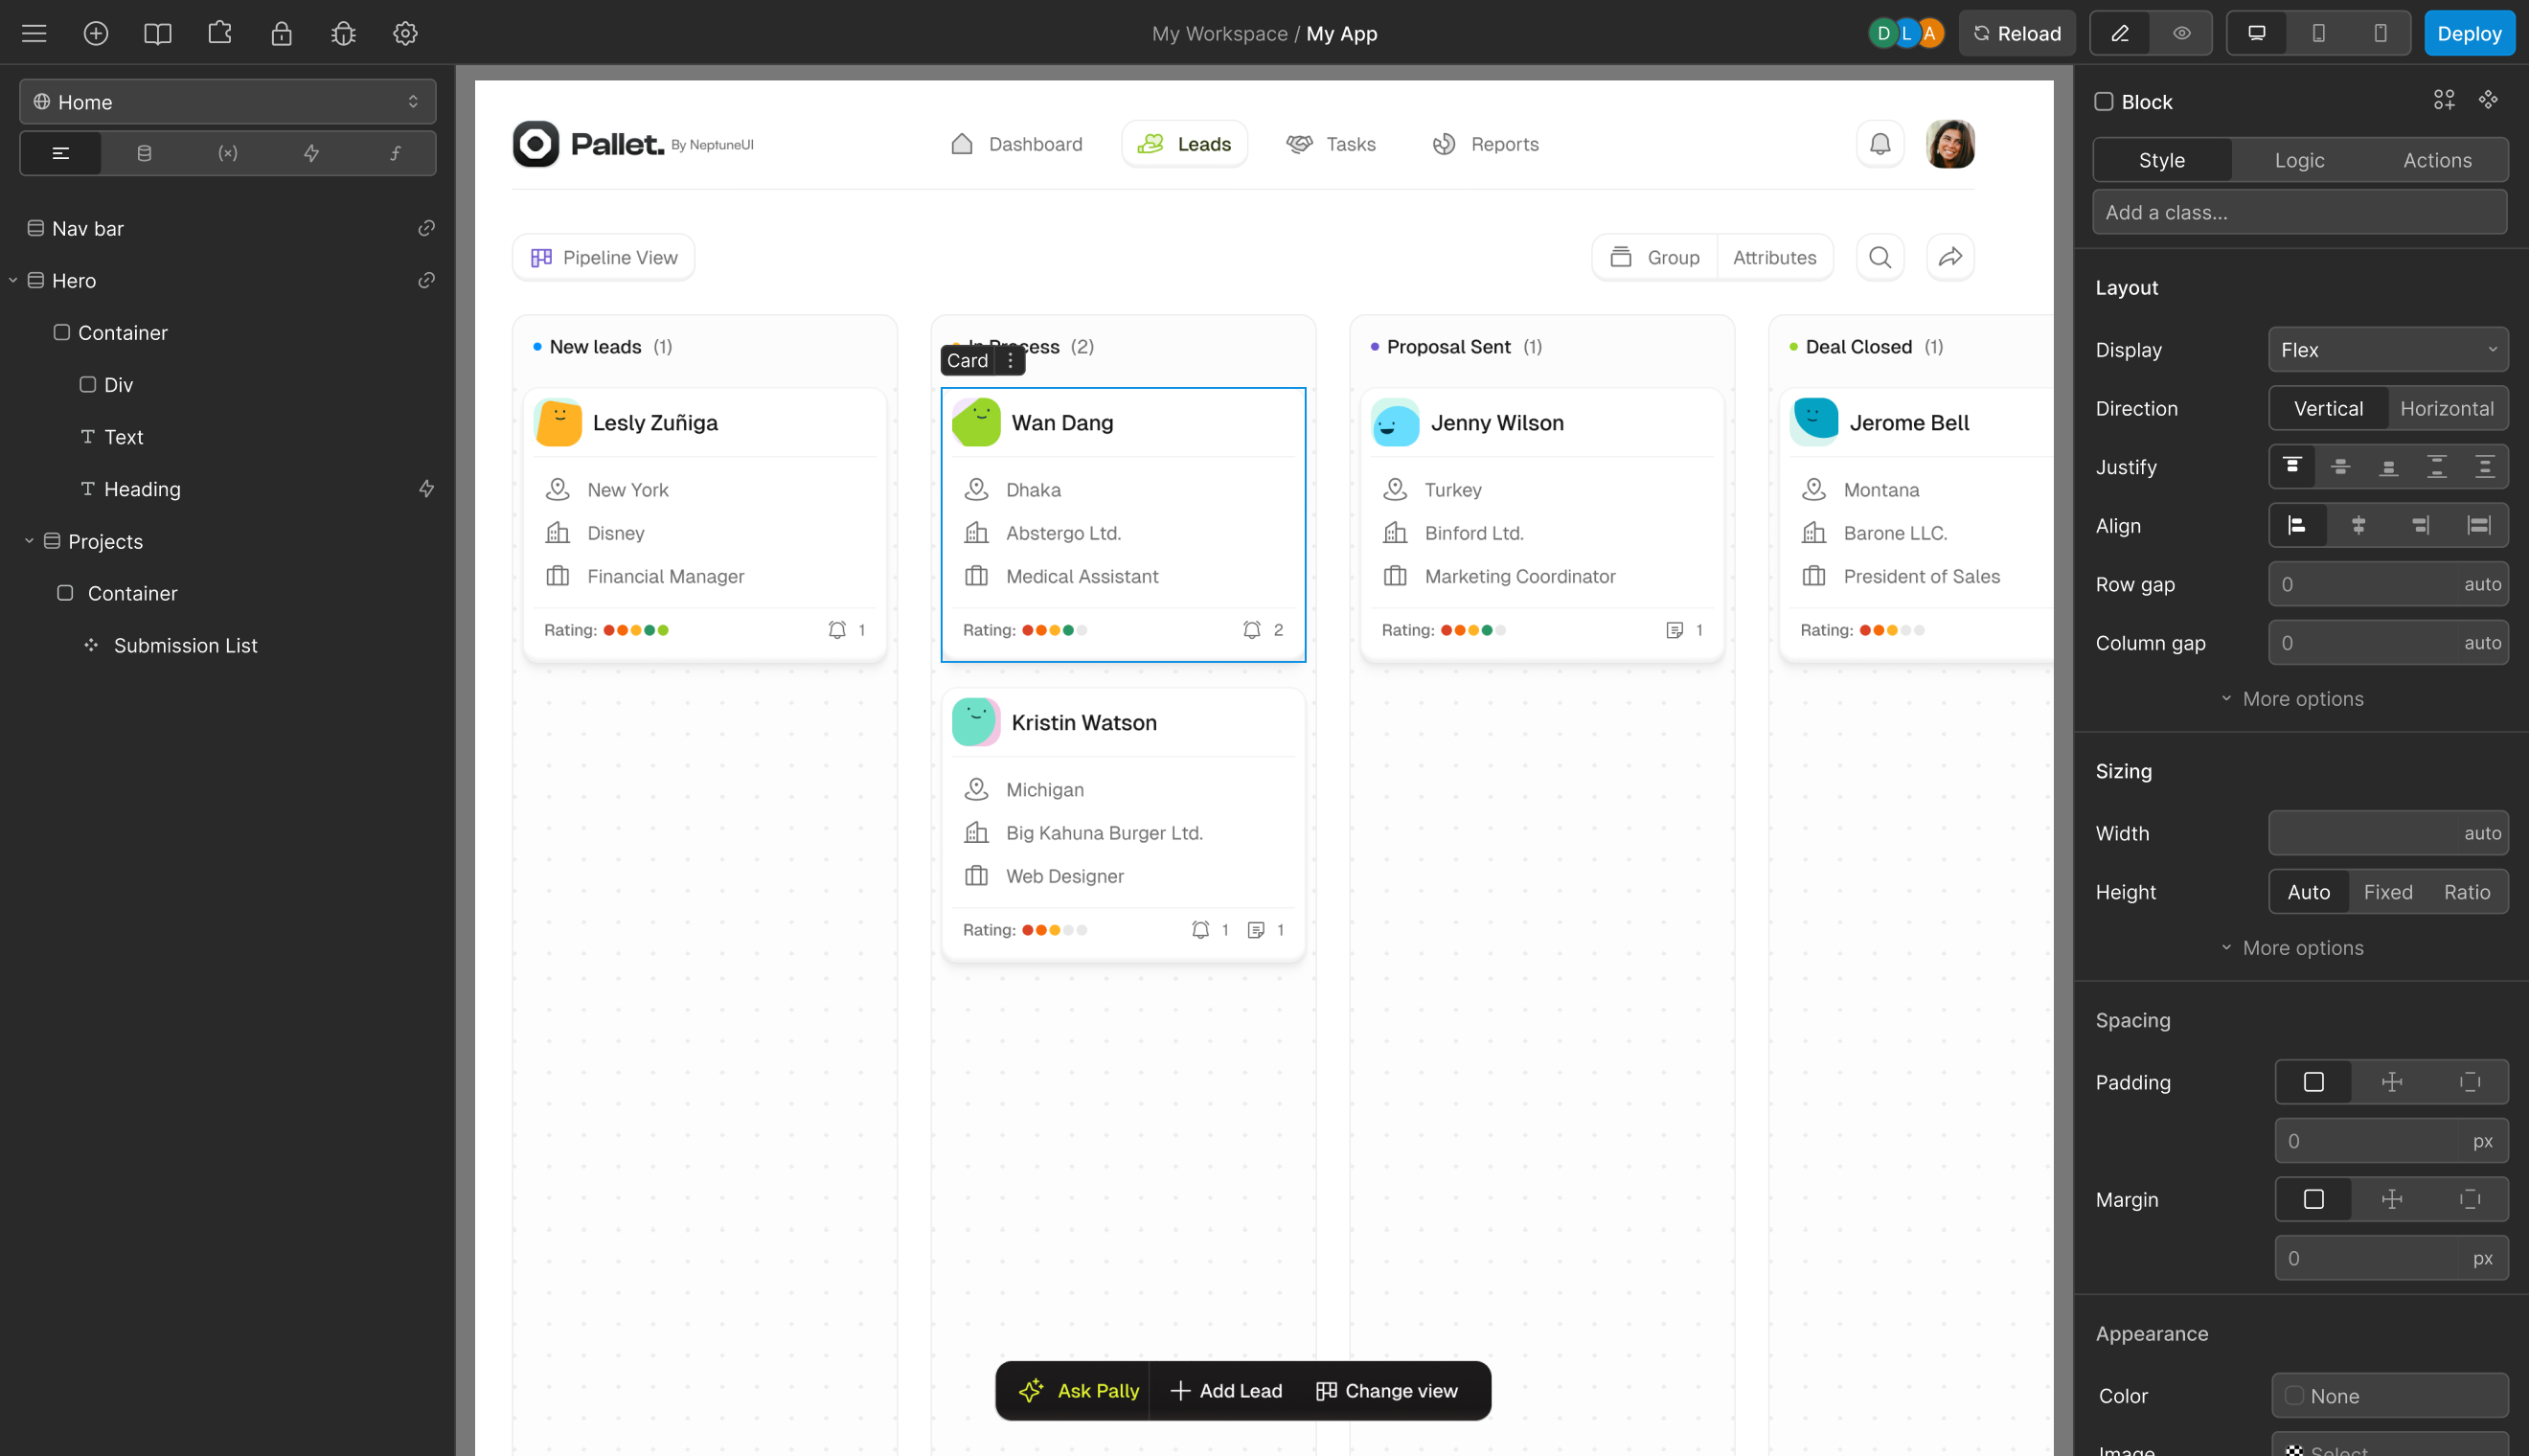 My Workspace / My App
D L A
Reload
Deploy
Home
Nav bar
Hero
Container
Div
Text
Heading
Projects
Container
Submission List
Pallet. By NeptuneUI
Dashboard
Leads
Tasks
Reports
Pipeline View
Group
Attributes
New leads (1)
Lesly Zuñiga
New York
Disney
Financial Manager
Rating: 1
In Process (2)
Card
Wan Dang
Dhaka
Abstergo Ltd.
Medical Assistant
Rating: 2
Kristin Watson
Michigan
Big Kahuna Burger Ltd.
Web Designer
Rating: 1 1
Proposal Sent (1)
Jenny Wilson
Turkey
Binford Ltd.
Marketing Coordinator
Rating: 1
Deal Closed (1)
Jerome Bell
Montana
Barone LLC.
President of Sales
Rating:
Ask Pally
Add Lead
Change view
Block
Style Logic Actions
Add a class...
Layout
Display Flex
Direction Vertical Horizontal
Justify
Align
Row gap 0 auto
Column gap 0 auto
More options
Sizing
Width auto
Height Auto Fixed Ratio
More options
Spacing
Padding
0 px
Margin
0 px
Appearance
Color None
Image Select